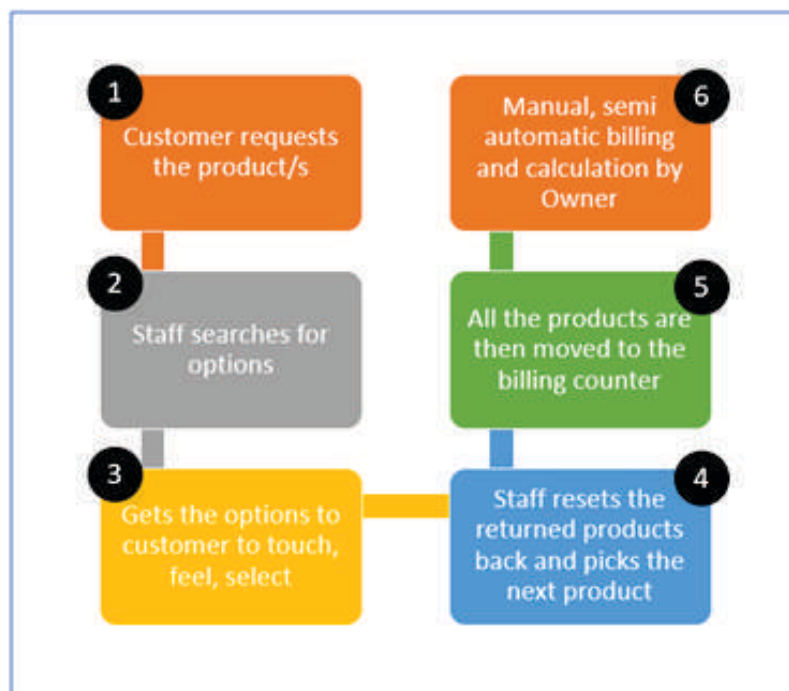 1
Customer requests
the product/s
2
Staff searches for
options
3
Gets the options to
customer to touch,
feel, select
4
Staff resets the
returned products
back and picks the
next product
5
All the products are
then moved to the
billing counter
6
Manual, semi
automatic billing
and calculation by
Owner